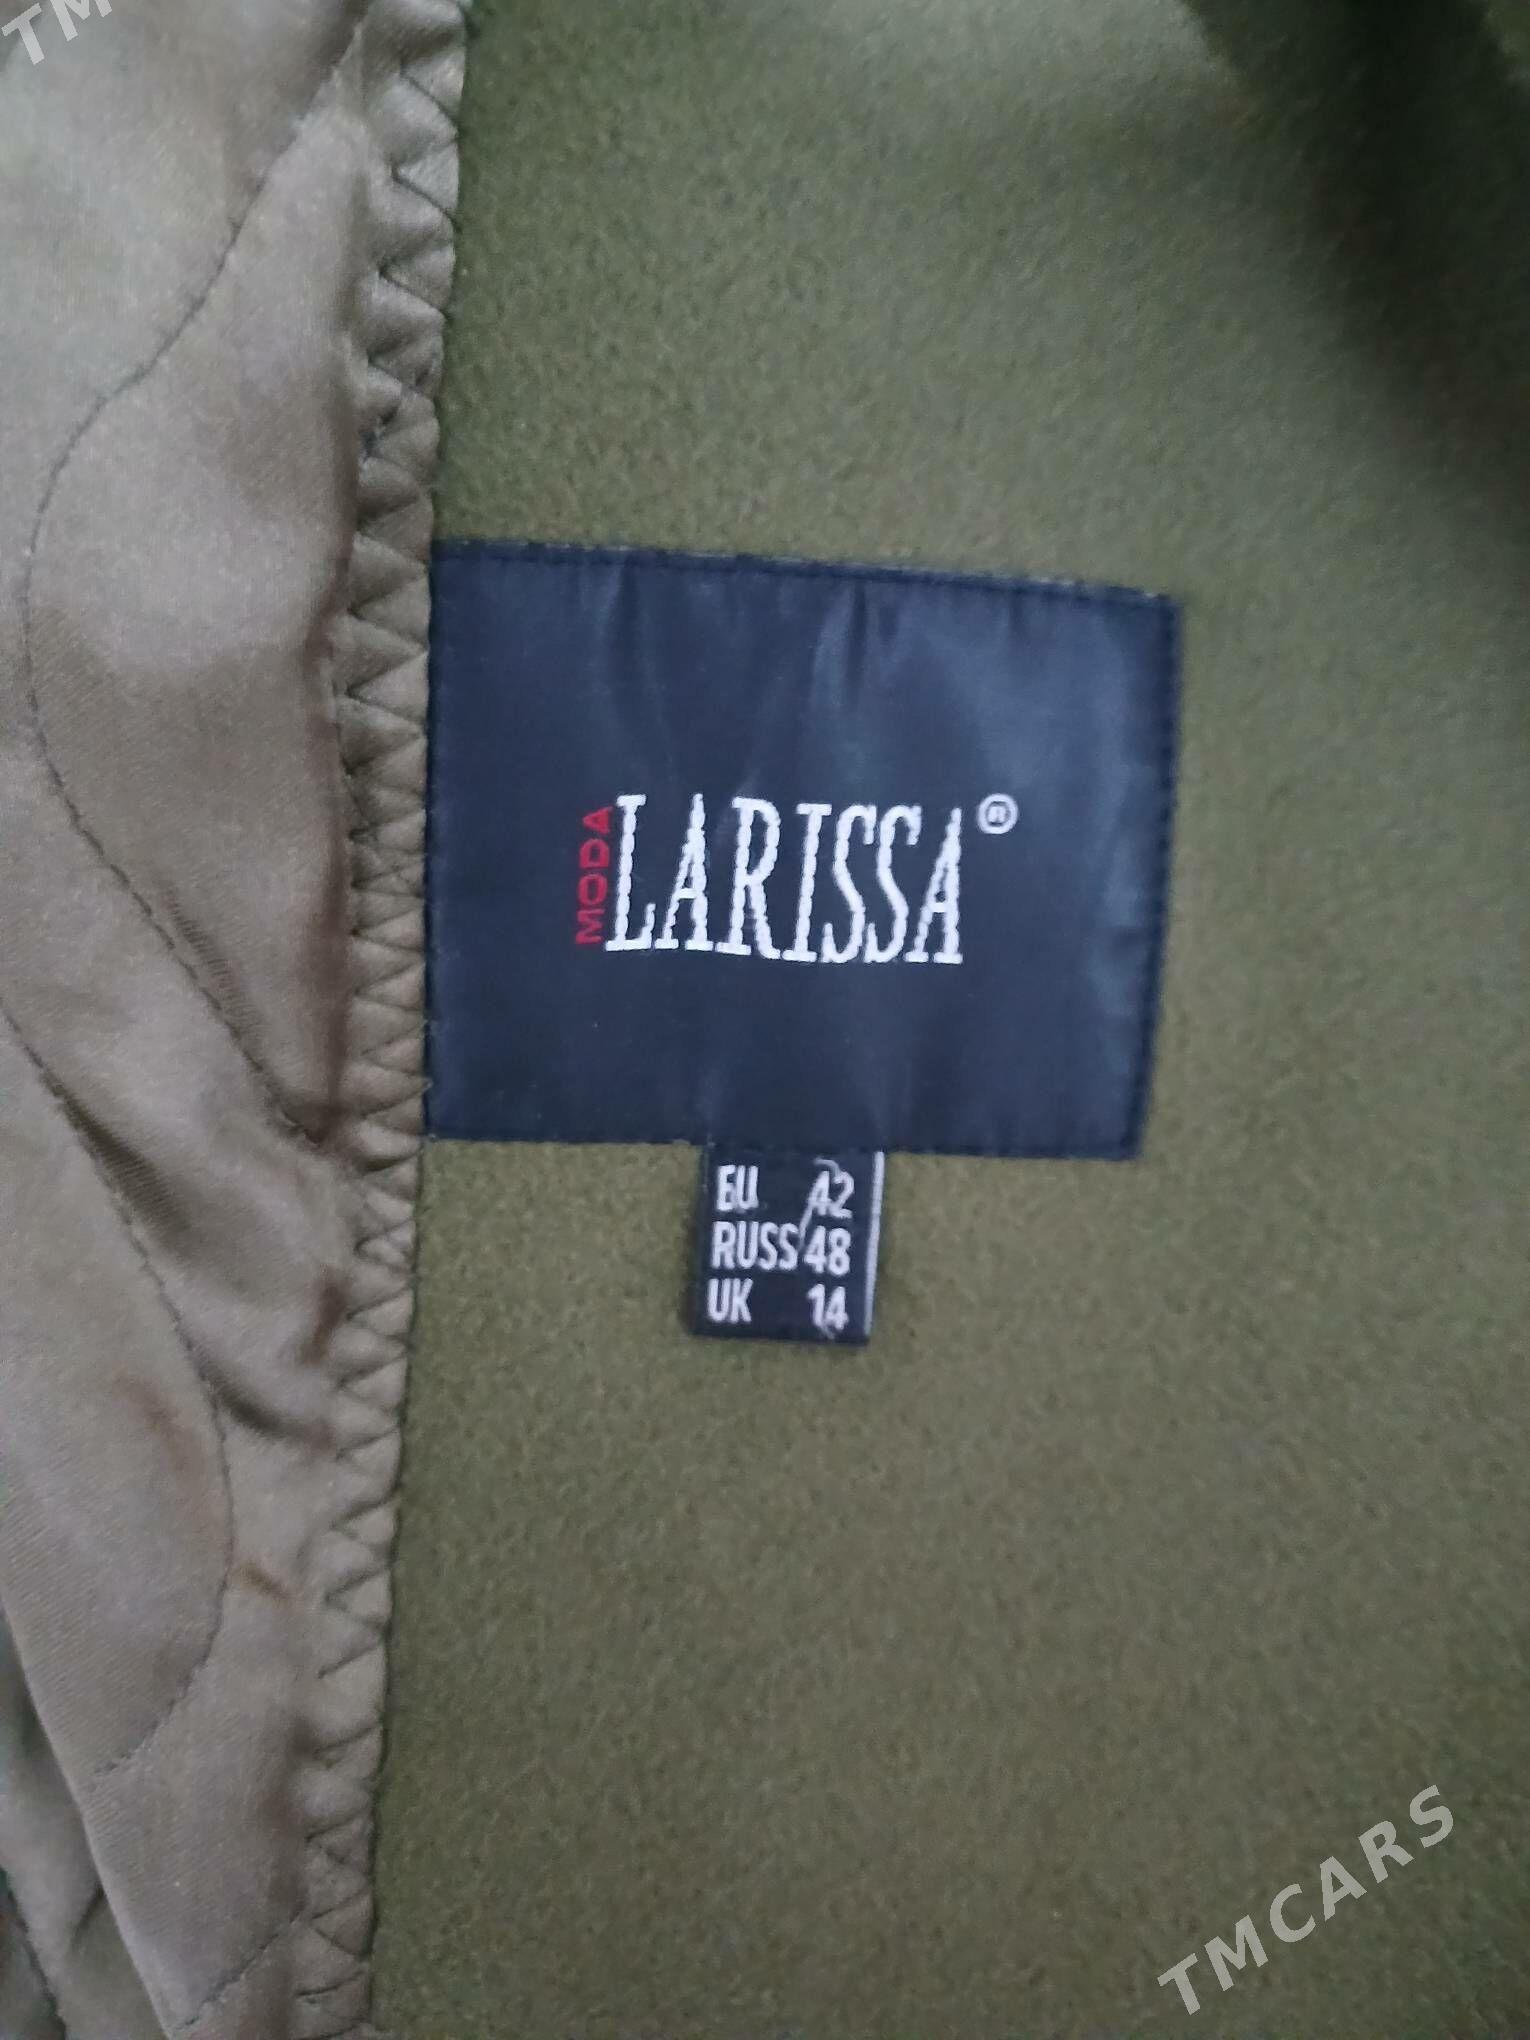 TM
MODA
LARISSA®
EU 42
RUSS 48
UK 14
TMCARS